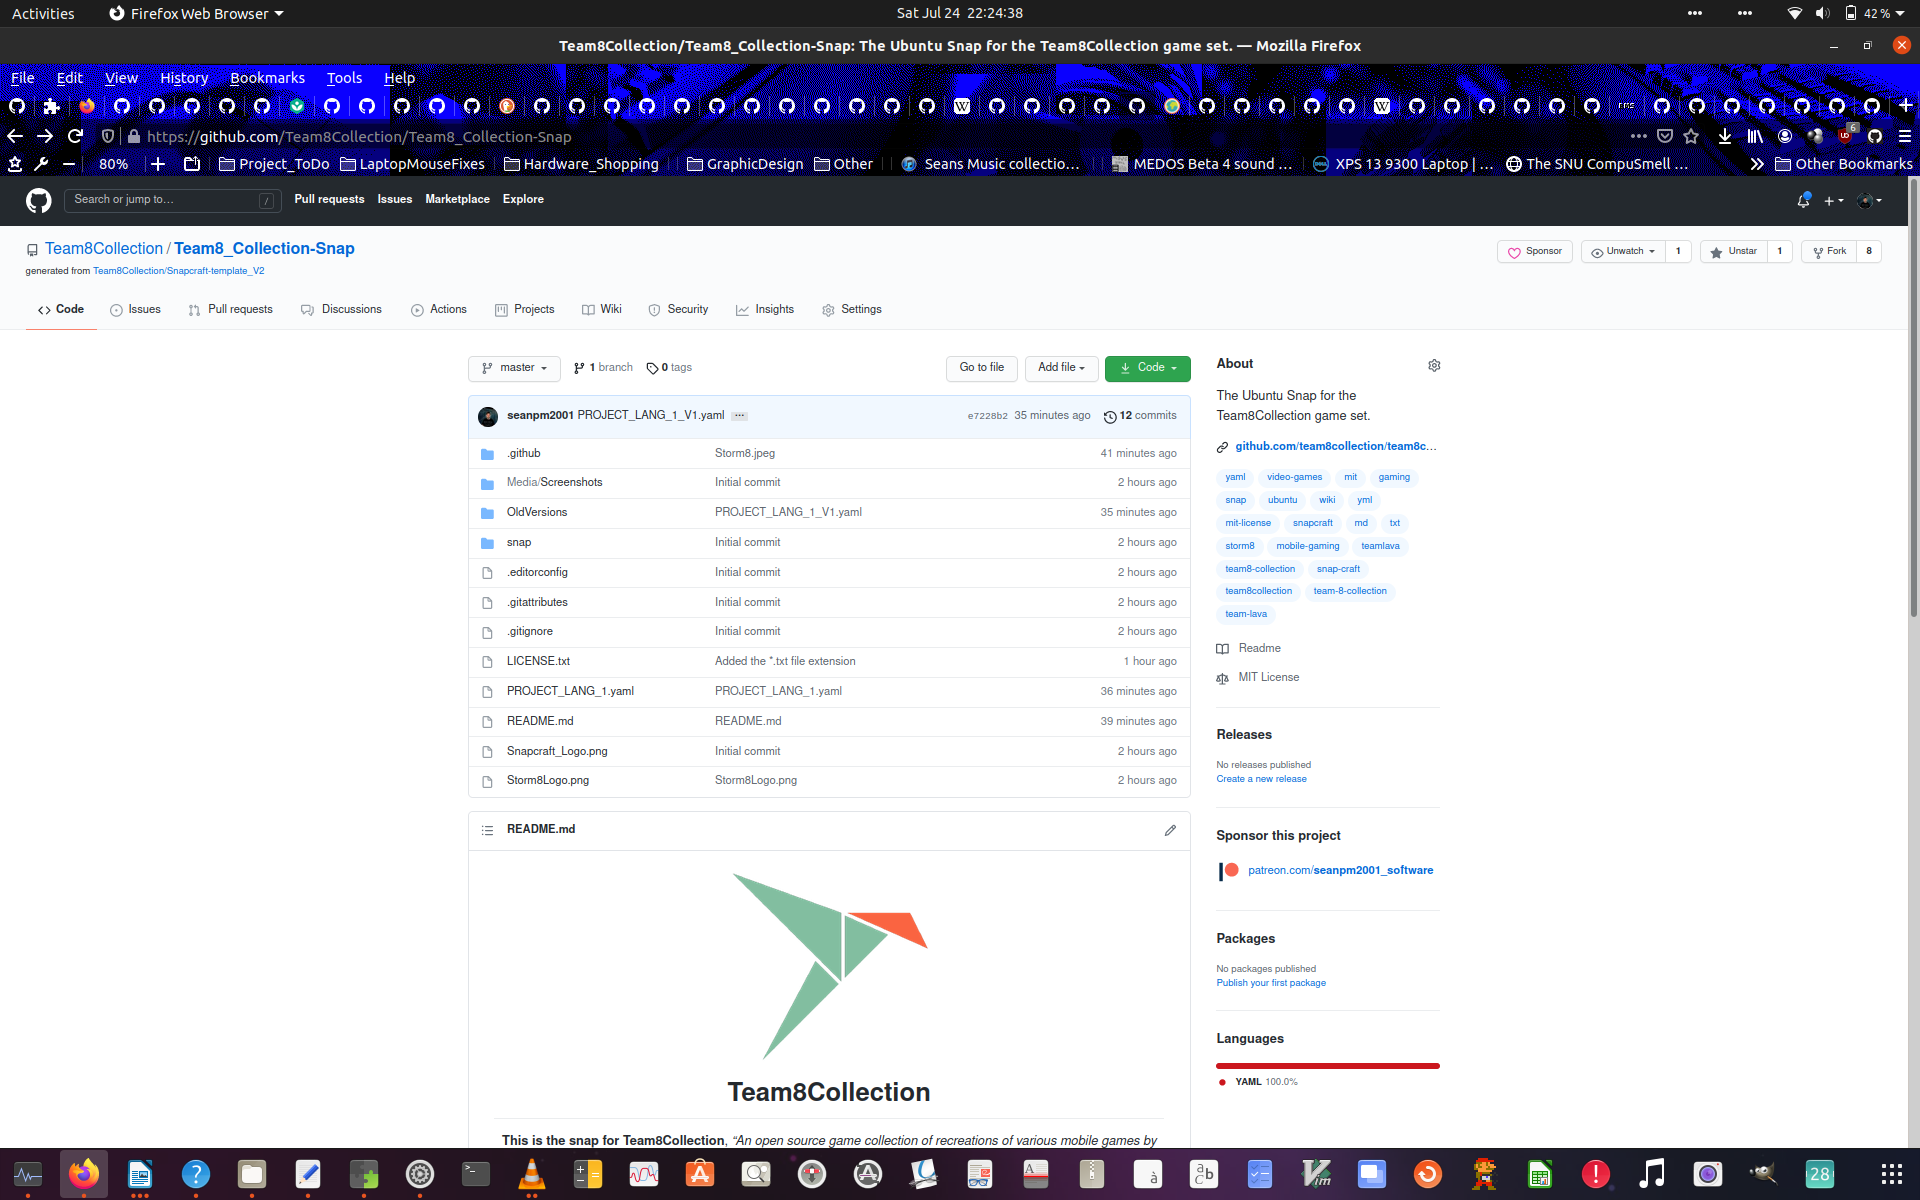 Activities Firefox Web Browser Sat Jul 24 22:24:38 42 %
Team8Collection/Team8_Collection-Snap: The Ubuntu Snap for the Team8Collection game set. — Mozilla Firefox
File Edit View History Bookmarks Tools Help
https://github.com/Team8Collection/Team8_Collection-Snap 6
80% Project_ToDo LaptopMouseFixes Hardware_Shopping GraphicDesign Other Seans Music collectio… MEDOS Beta 4 sound … XPS 13 9300 Laptop | … The SNU CompuSmell … Other Bookmarks
Search or jump to… / Pull requests Issues Marketplace Explore
Team8Collection / Team8_Collection-Snap Sponsor Unwatch 1 Unstar 1 Fork 8
generated from Team8Collection/Snapcraft-template_V2
Code Issues Pull requests Discussions Actions Projects Wiki Security Insights Settings
master 1 branch 0 tags Go to file Add file Code
seanpm2001 PROJECT_LANG_1_V1.yaml … e7228b2 35 minutes ago 12 commits
.github Storm8.jpeg 41 minutes ago
Media/Screenshots Initial commit 2 hours ago
OldVersions PROJECT_LANG_1_V1.yaml 35 minutes ago
snap Initial commit 2 hours ago
.editorconfig Initial commit 2 hours ago
.gitattributes Initial commit 2 hours ago
.gitignore Initial commit 2 hours ago
LICENSE.txt Added the *.txt file extension 1 hour ago
PROJECT_LANG_1.yaml PROJECT_LANG_1.yaml 36 minutes ago
README.md README.md 39 minutes ago
Snapcraft_Logo.png Initial commit 2 hours ago
Storm8Logo.png Storm8Logo.png 2 hours ago
README.md
Team8Collection
This is the snap for Team8Collection, “An open source game collection of recreations of various mobile games by
About
The Ubuntu Snap for the
Team8Collection game set.
github.com/team8collection/team8c…
yaml video-games mit gaming
snap ubuntu wiki yml
mit-license snapcraft md txt
storm8 mobile-gaming teamlava
team8-collection snap-craft
team8collection team-8-collection
team-lava
Readme
MIT License
Releases
No releases published
Create a new release
Sponsor this project
patreon.com/seanpm2001_software
Packages
No packages published
Publish your first package
Languages
YAML 100.0%
28